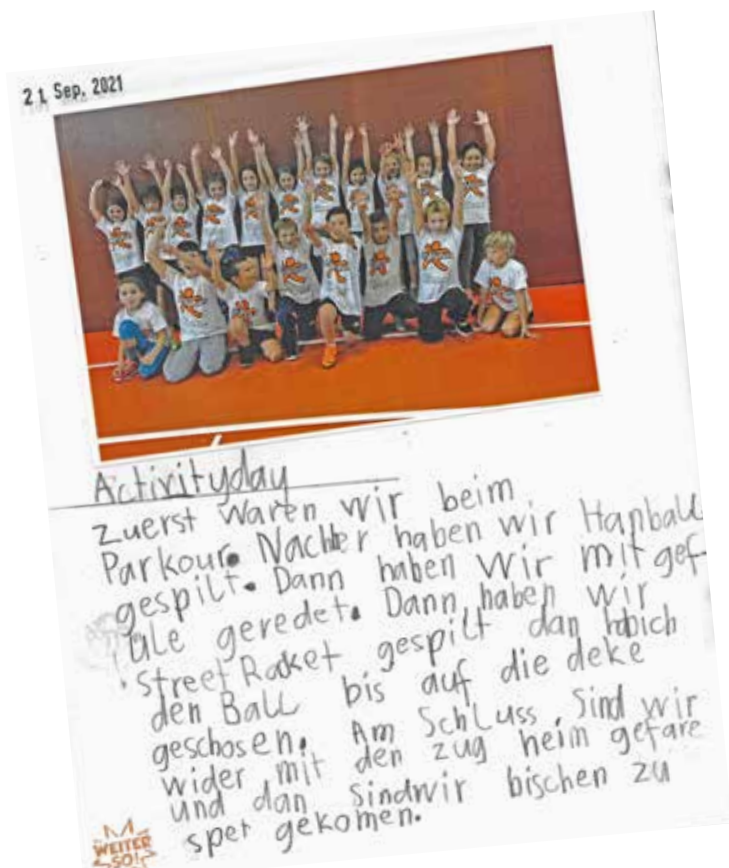 21. Sep. 2021
Activityday
Zuerst waren wir beim
Parkour. Nachher haben wir Hanball
gespilt. Dann haben wir mit gef-
üle geredet. Dann haben wir
street Racket gespilt dan habich
den Ball bis auf die deke
geschosen. Am Schluss sind wir
wider mit den zug heim gefare
und dan sindwir bischen zu
spet gekomen.
WEITER
SO!